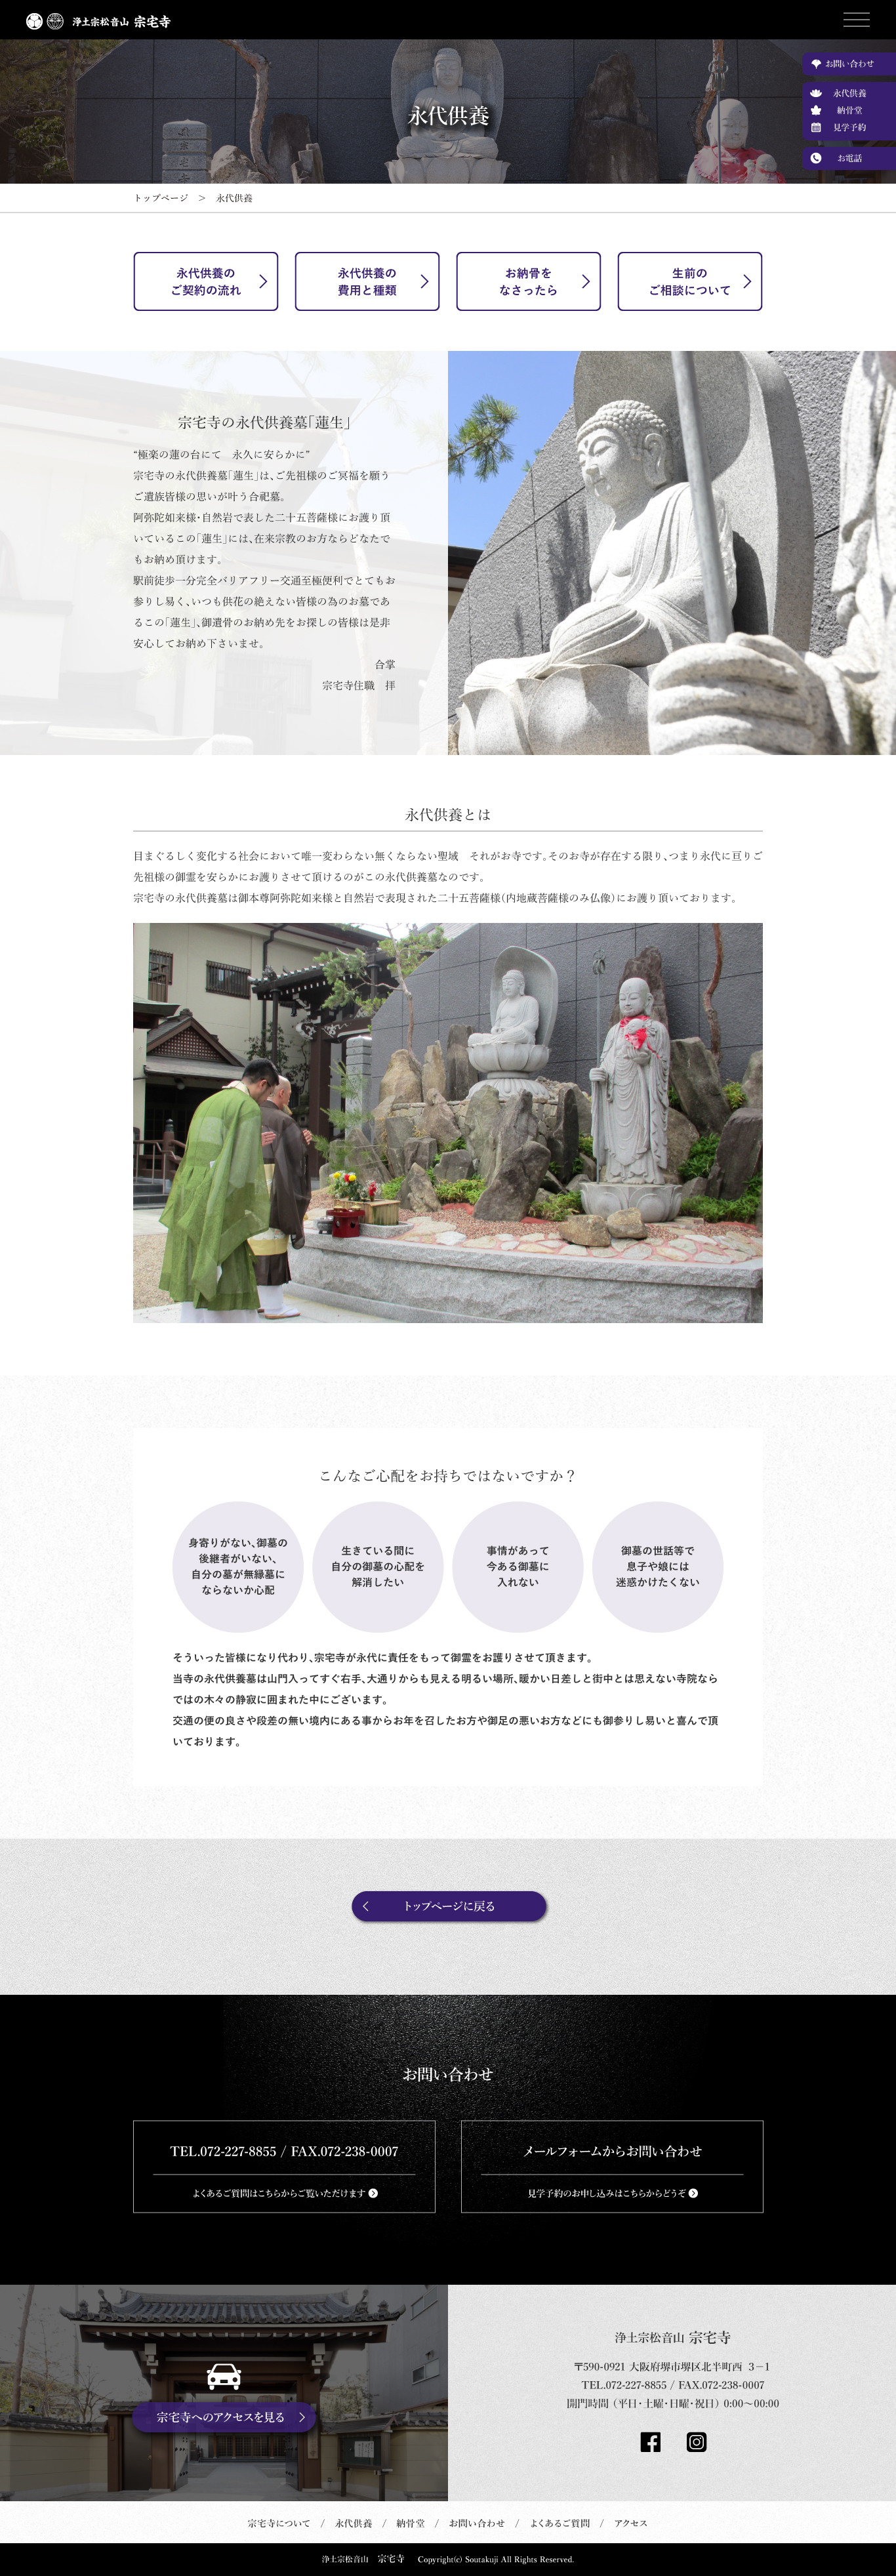 浄土宗松音山 宗宅寺
お問い合わせ
永代供養
納骨堂
見学予約
お電話
永代供養
トップページ ＞ 永代供養
永代供養の
ご契約の流れ
永代供養の
費用と種類
お納骨を
なさったら
生前の
ご相談について
宗宅寺の永代供養墓「蓮生」
“極楽の蓮の台にて 永久に安らかに”
宗宅寺の永代供養墓「蓮生」は、ご先祖様のご冥福を願う
ご遺族皆様の思いが叶う合祀墓。
阿弥陀如来様・自然岩で表した二十五菩薩様にお護り頂
いているこの「蓮生」には、在来宗教のお方ならどなたで
もお納め頂けます。
駅前徒歩一分完全バリアフリー交通至極便利でとてもお
参りし易く、いつも供花の絶えない皆様の為のお墓であ
るこの「蓮生」、御遺骨のお納め先をお探しの皆様は是非
安心してお納め下さいませ。
合掌
宗宅寺住職 拝
永代供養とは
目まぐるしく変化する社会において唯一変わらない無くならない聖域 それがお寺です。そのお寺が存在する限り、つまり永代に亘りご
先祖様の御霊を安らかにお護りさせて頂けるのがこの永代供養墓なのです。
宗宅寺の永代供養墓は御本尊阿弥陀如来様と自然岩で表現された二十五菩薩様（内地蔵菩薩様のみ仏像）にお護り頂いております。
こんなご心配をお持ちではないですか？
身寄りがない、御墓の
後継者がいない、
自分の墓が無縁墓に
ならないか心配
生きている間に
自分の御墓の心配を
解消したい
事情があって
今ある御墓に
入れない
御墓の世話等で
息子や娘には
迷惑かけたくない
そういった皆様になり代わり、宗宅寺が永代に責任をもって御霊をお護りさせて頂きます。
当寺の永代供養墓は山門入ってすぐ右手、大通りからも見える明るい場所、暖かい日差しと街中とは思えない寺院なら
ではの木々の静寂に囲まれた中にございます。
交通の便の良さや段差の無い境内にある事からお年を召したお方や御足の悪いお方などにも御参りし易いと喜んで頂
いております。
トップページに戻る
お問い合わせ
TEL.072-227-8855 / FAX.072-238-0007
よくあるご質問はこちらからご覧いただけます
メールフォームからお問い合わせ
見学予約のお申し込みはこちらからどうぞ
宗宅寺へのアクセスを見る
浄土宗松音山 宗宅寺
〒590-0921 大阪府堺市堺区北半町西 3－1
TEL.072-227-8855 / FAX.072-238-0007
開門時間（平日・土曜・日曜・祝日）0:00〜00:00
宗宅寺について / 永代供養 / 納骨堂 / お問い合わせ / よくあるご質問 / アクセス
浄土宗松音山 宗宅寺 Copyright(c) Soutakuji All Rights Reserved.